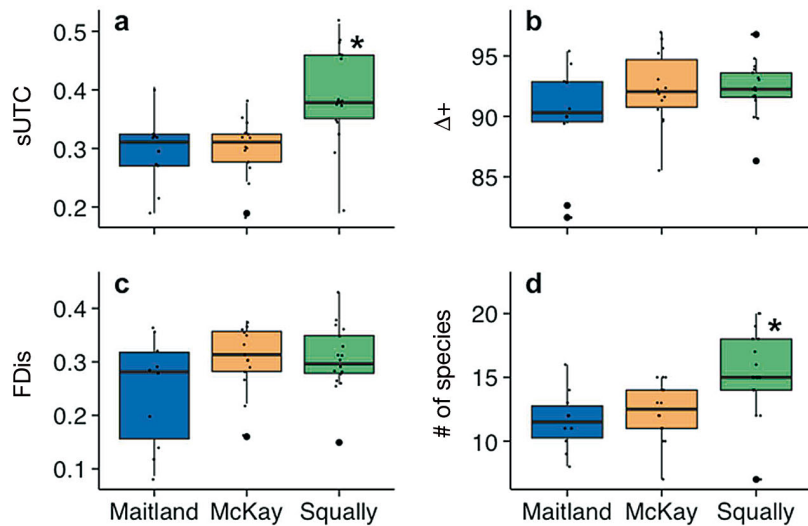 a
*
sUTC
0.5
0.4
0.3
0.2
b
Δ+
95
90
85
c
FDis
0.4
0.3
0.2
0.1
Maitland McKay Squally
d
*
# of species
20
15
10
Maitland McKay Squally